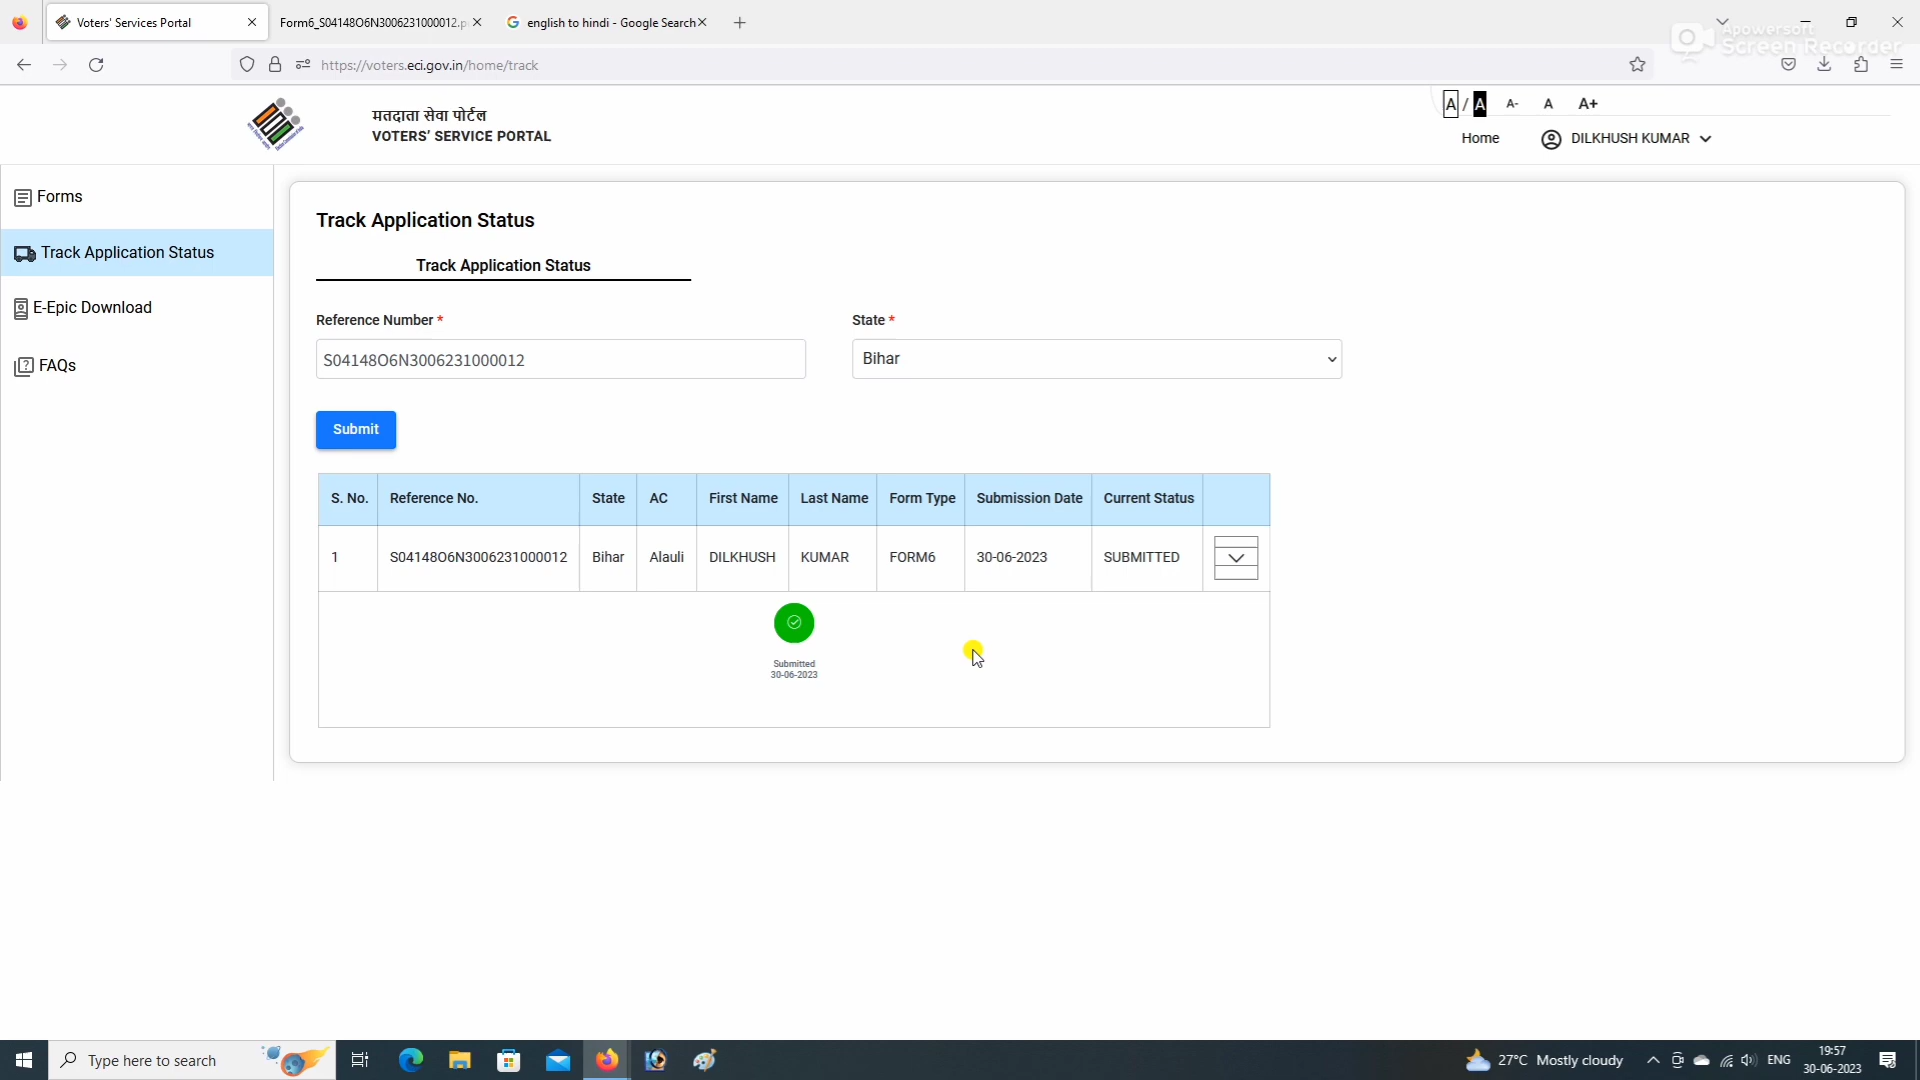 Voters' Services Portal
Form6_S04148O6N3006231000012.p
english to hindi - Google Search
Apowersoft
Screen Recorder
https://voters.eci.gov.in/home/track
मतदाता सेवा पोर्टल
VOTERS' SERVICE PORTAL
A / A A- A A+
Home DILKHUSH KUMAR
Forms
Track Application Status
E-Epic Download
FAQs
Track Application Status
Track Application Status
Reference Number * State *
S04148O6N3006231000012 Bihar
Submit
S. No. Reference No. State AC First Name Last Name Form Type Submission Date Current Status
1 S04148O6N3006231000012 Bihar Alauli DILKHUSH KUMAR FORM6 30-06-2023 SUBMITTED
Submitted
30-06-2023
Type here to search
27°C Mostly cloudy
ENG
19:57
30-06-2023